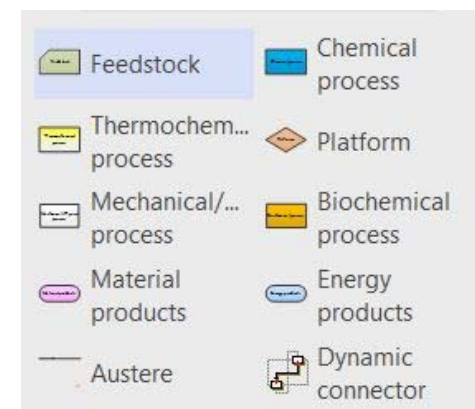 Feedstock
Chemical
process
Thermochem...
process
Platform
Mechanical/...
process
Biochemical
process
Material
products
Energy
products
Austere
Dynamic
connector